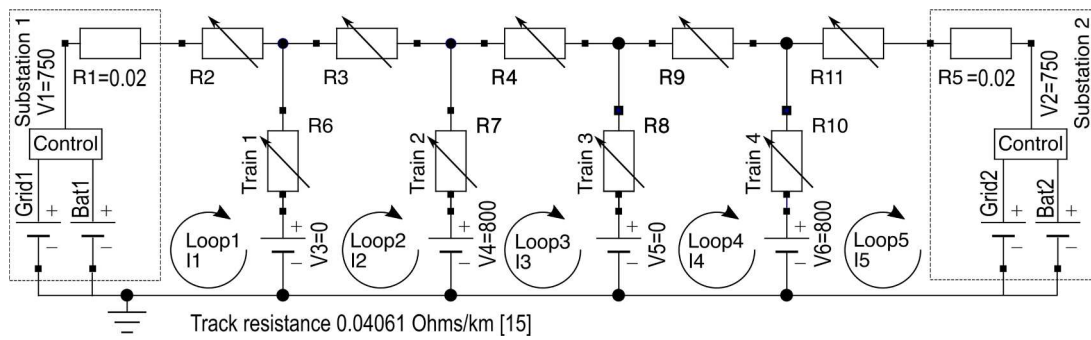 Substation 1
V1=750
R1=0.02
R2
R3
R4
R9
R11
R5=0.02
V2=750
Substation 2
Control
Grid1
Bat1
+
−
+
−
Train 1
R6
Train 2
R7
Train 3
R8
Train 4
R10
Control
Grid2
Bat2
+
−
+
−
Loop1
I1
+
−
V3=0
Loop2
I2
+
−
V4=800
Loop3
I3
+
−
V5=0
Loop4
I4
+
−
V6=800
Loop5
I5
Track resistance 0.04061 Ohms/km [15]